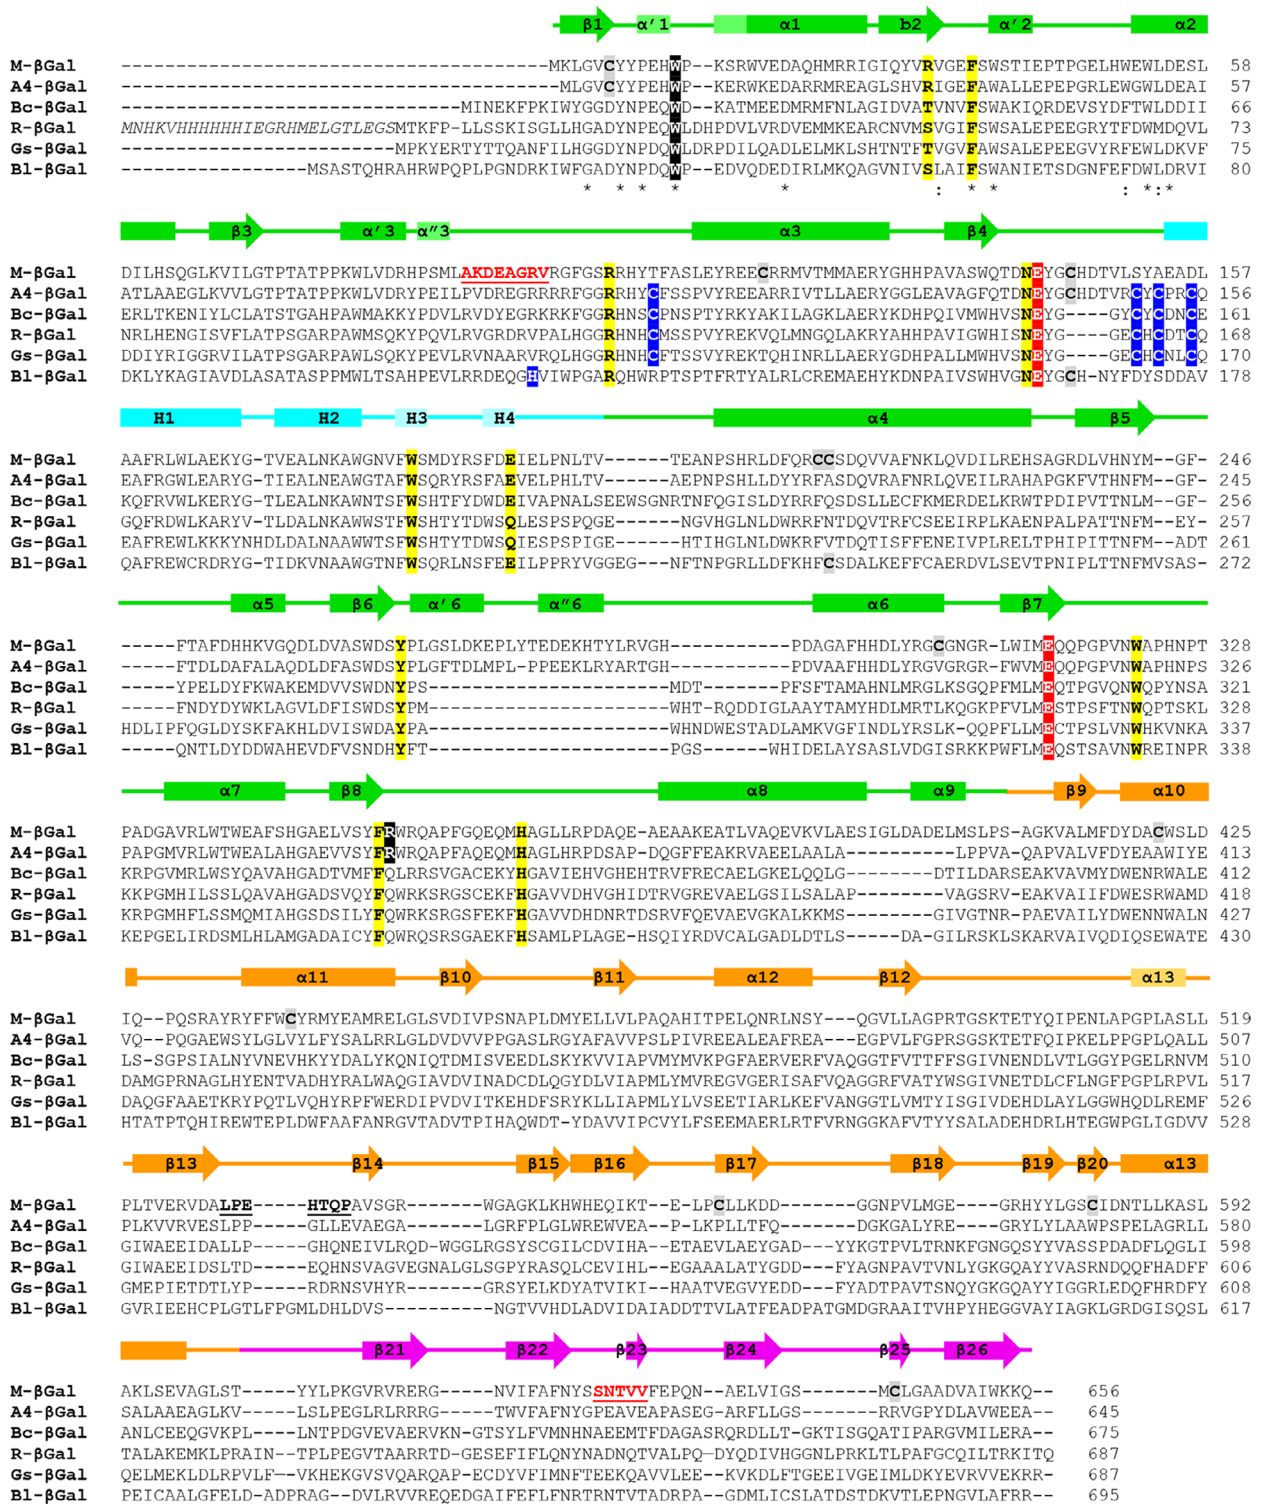 β1 α′1 α1 b2 α′2 α2
M-βGal ----------------------------------------MKLGVCYYPEHWP--KSRWVEDAQHMRRIGIQYVRVGEFSWSTIEPTPGELHWEWLDESL 58
A4-βGal -----------------------------------------MLGVCYYPEHWP--KERWKEDARRMREAGLSHVRIGEFAWALLEPEPGRLEWGWLDEAI 56
Bc-βGal --------------------------------MINEKFPKIWYGGDYNPEQWD--KATMEEDMRMFNLAGIDVATVNVFSWAKIQRDEVSYDFTWLDDII 66
R-βGal MNHKVHHHHHHIEGRHMELGTLEGSMTKFP-LLSSKISGLLHGADYNPEQWLDHPDVLVRDVEMMKEARCNVMSVGIFSWSALEPEEGRYTFDWMDQVL 73
Gs-βGal --------------------------MPKYERTYTTQANFILHGGDYNPDQWLDRPDILQADLELMKLSHTNTFTVGVFAWSALEPEEGVYRFEWLDKVF 75
Bl-βGal -----------------MSASTQHRAHRWPQPLPGNDRKIWFGADYNPDQWP--EDVQDEDIRLMKQAGVNIVSLAIFSWANIETSDGNFEFDWLDRVI 80
* * * * * : * * : *:*
β3 α′3 α″3 α3 β4
M-βGal DILHSQGLKVILGTPTATPPKWLVDRHPSMLAKDEAGRVRGFGSRRHYTFASLEYREECRRMVTMMAERYGHHPAVASWQTDNEYGCHDTVLSYAEADL 157
A4-βGal ATLAAEGLKVVLGTPTATPPKWLVDRYPEILPVDREGRRRRFGGRRHYCFSSPVYREEARRIVTLLAERYGGLEAVAGFQTDNEYGCHDTVRCYCPRCQ 156
Bc-βGal ERLTKENIYLCLATSTGAHPAWMAKKYPDVLRVDYEGRKRKFGGRHNSCPNSPTYRKYAKILAGKLAERYKDHPQIVMWHVSNEYG----GYCYCDNCE 161
R-βGal NRLHENGISVFLATPSGARPAWMSQKYPQVLRVGRDRVPALHGGRHNHCMSSPVYREKTLQMNGQLAERYAHHPAVIGWHISNEYG----GECHCDTCQ 168
Gs-βGal DDIYRIGGRVILATPSGARPAWLSQKYPEVLRVNAARVRQLHGGRHNHCFTSSVYREKTQHINRLLAERYGDHPALLMWHVSNEYG----GECHCNLCQ 170
Bl-βGal DKLYKAGIAVDLASATASPPMWLTSAHPEVLRRDEQGHVIWPGARQHWRPTSPTFRTYALRLCREMAEHYKDNPAIVSWHVGNEYGCH-NYFDYSDDAV 178
H1 H2 H3 H4 α4 β5
M-βGal AAFRLWLAEKYG-TVEALNKAWGNVFWSMDYRSFDEIELPNLTV------TEANPSHRLDFQRCCSDQVVAFNKLQVDILREHSAGRDLVHNYM--GF- 246
A4-βGal EAFRGWLEARYG-TIEALNEAWGTAFWSQRYRSFAEVELPHLTV------AEPNPSHLLDYYRFASDQVRAFNRLQVEILRAHAPGKFVTHNFM--GF- 245
Bc-βGal KQFRVWLKERYG-TLEALNKAWNTSFWSHTFYDWDEIVAPNALSEEWSGNRTNFQGISLDYRRFQSDSLLECFKMERDELKRWTPDIPVTTNLM--GF- 256
R-βGal GQFRDWLKARYV-TLDALNKAWWSTFWSHTYTDWSQLESPSPQGE------NGVHGLNLDWRRFNTDQVTRFCSEEIRPLKAENPALPATTNFM--EY- 257
Gs-βGal EAFREWLKKKYNHDLDALNAAWWTSFWSHTYTDWSQIESPSPIGE------HTIHGLNLDWKRFVTDQTISFFENEIVPLRELTPHIPITTNFM--ADT 261
Bl-βGal QAFREWCRDRYG-TIDKVNAAWGTNFWSQRLNSFEEILPPRYVGGEG----NFTNPGRLLDFKHFCSDALKEFFCAERDVLSEVTPNIPLTTNFMVSAS- 272
α5 β6 α′6 α″6 α6 β7
M-βGal -----FTAFDHHKVGQDLDVASWDSYPLGSLDKEPLYTEDEKHTYLRVGH-----------PDAGAFHHDLYRGCGNGR-LWIMEQQPGPVNWAPHNPT 328
A4-βGal -----FTDLDAFALAQDLDFASWDSYPLGFTDLMPL-PPEEKLRYARTGH-----------PDVAAFHHDLYRGVGRGR-FWVMEQQPGPVNWAPHNPS 326
Bc-βGal -----YPELDYFKWAKEMDVVSWDNYPS----------------------MDT-------PFSFTAMAHNLMRGLKSGQPFMLMEQTPGVQNWQPYNSA 321
R-βGal -----FNDYDYWKLAGVLDFISWDSYPM----------------------WHT-RQDDIGLAAYTAMYHDLMRTLKQGKPFVLMESTPSFTNWQPTSKL 328
Gs-βGal HDLIPFQGLDYSKFAKHLDVISWDAYPA----------------------WHNDWESTADLAMKVGFINDLYRSLK-QQPFLLMECTPSLVNWHKVNKA 337
Bl-βGal -----QNTLDYDDWAHEVDFVSNDHYFT----------------------PGS------WHIDELAYSASLVDGISRKKPWFLMEQSTSAVNWREINPR 338
α7 β8 α8 α9 β9 α10
M-βGal PADGAVRLWTWEAFSHGAELVSYFRWRQAPFGQEQMHAGLLRPDAQE-AEAAKEATLVAQEVKVLAESIGLDADELMSLPS-AGKVALMFDYDACWSLD 425
A4-βGal PAPGMVRLWTWEALAHGAEVVSYFRWRQAPFAQEQMHAGLHRPDSAP-DQGFFEAKRVAEELAALA----------LPPVA-QAPVALVFDYEAAWIYE 413
Bc-βGal KRPGVMRLWSYQAVAHGADTVMFFQLRRSVGACEKYHGAVIEHVGHEHTRVFRECAELGKELQQLG--------DTILDARSEAKVAVMYDWENRWALE 412
R-βGal KKPGMHILSSLQAVAHGADSVQYFQWRKSRGSCEKFHGAVVDHVGHIDTRVGREVAELGSILSALAP-------VAGSRV-EAKVAIIFDWESRWAMD 418
Gs-βGal KRPGMHFLSSMQMIAHGSDSILYFQWRKSRGSFEKFHGAVVDHDNRTDSRVFQEVAEVGKALKKMS--------GIVGTNR-PAEVAILYDWENNWALN 427
Bl-βGal KEPGELIRDSMLHLAMGADAICYFQWRQSRSGAEKFHSAMLPLAGE-HSQIYRDVCALGADLDTLS-----DA-GILRSKLSKARVAIVQDIQSEWATE 430
α11 β10 β11 α12 β12 α13
M-βGal IQ--PQSRAYRYFFWCYRMYEAMRELGLSVDIVPSNAPLDMYELLVLPAQAHITPELQNRLNSY---QGVLLAGPRTGSKTETYQIPENLAPGPLASLL 519
A4-βGal VQ--PQGAEWSYLGLVYLFYSALRRLGLDVDVVPPGASLRGYAFAVVPSLPIVREEALEAFREA---EGPVLFGPRSGSKTETFQIPKELPPGPLQALL 507
Bc-βGal LS-SGPSIALNYVNEVHKYYDALYKQNIQTDMISVEEDLSKYKVVIAPVMYMVKPGFAERVERFVAQGGTFVTTFFSGIVNENDLVTLGGYPGELRNVM 510
R-βGal DAMGPRNAGLHYENTVADHYRALWAQGIAVDVINADCDLQGYDLVIAPMLYMVREGVGERISAFVQAGGRFVATYWSGIVNETDLCFLNGFPGPLRPVL 517
Gs-βGal DAQGFAAETKRYPQTLVQHYRPFWERDIPVDVITKEHDFSRYKLLIAPMLYLVSEETIARLKEFVANGGTLVMTYISGIVDEHDLAYLGGWHQDLREMF 526
Bl-βGal HTATPTQHIREWTEPLDWFAAFANRGVTADVTPIHAQWDT-YDAVVIPCVYLFSEEMAERLRTFVRNGGKAFVTYYSALADEHDRLHTEGWPGLIGDVV 528
β13 β14 β15 β16 β17 β18 β19 β20 α13
M-βGal PLTVERVDALPE-----HTQPAVSGR-------WGAGKLKHWHEQIKT--E-LPCLLKDD-----GGNPVLMGE----GRHYYLGSCIDNTLLKASL 592
A4-βGal PLKVVRVESLPP-----GLLEVAEGA-------LGRFPLGLWREWVEA--P-LKPLLTFQ-----DGKGALYRE----GRYLYLAAWPSPELAGRLL 580
Bc-βGal GIWAEEIDALLP-----GHQNEIVLRQD-WGGLRGSYSCGILCDVIHA--ETAEVLAEYGAD---YYKGTPVLTRNKFGNGQSYYVASSPDADFLQGLI 598
R-βGal GIWAEEIDSLTD-----EQHNSVAGVEGNALGLSGPYRASQLCEVIHL--EGAAALATYGDD---FYAGNPAVTVNLYGKGQAYYVASRNDQQFHADFF 606
Gs-βGal GMEPIETDTLYP-----RDRNSVHYR-------GRSYELKDYATVIKI--HAATVEGVYEDD---FYADTPAVTSNQYGKGQAYYIGGRLEDQFHRDFY 608
Bl-βGal GVRIEEHCPLGTLFPGMLDHLDVS----------NGTVVHDLADVIDAIADDTTVLATFEADPATGMDGRAAITVHPYHEGGVAYIAGKLGRDGISQSL 617
β21 β22 β23 β24 β25 β26
M-βGal AKLSEVAGLST-----YYLPKGVRVRERG-----NVIFAFNYSSNTVVFEPQN--AELVIGS------MCLGAADVAIWKKQ-- 656
A4-βGal SALAAEGLKV-----LSLPEGLRLRRRG-----TWVFAFNYGPEAVEAPASEG-ARFLLGS------RRVGPYDLAVWEEA-- 645
Bc-βGal ANLCEEQGVKPL---LNTPDGVEVAERVKN-GTSYLFVMNHNAEEMTFDAGASRQRDLLT-GKTISGQATIPARGVMILERA-- 675
R-βGal TALAKEMKLPRAIN--TPLPEGVTAARRTD-GESEFIFLQNYNADNQTVALPQ-DYQDIVHGGNLPRKLTLPAFGCQILTRKITQ 687
Gs-βGal QELMEKLDLRPVLF--VKHEKGVSVQARQAP-ECDYVFIMNFTEEKQAVVLEE--KVKDLFTGEEIVGEIMLDKYEVRVVEKRR-- 687
Bl-βGal PEICAALGFELD-ADPRAG--DVLRVVREQEDGAIFEFLFNRTRNTVTADRPA--GDMLICSLATDSTDKVTLEPNGVLAFRR-- 695